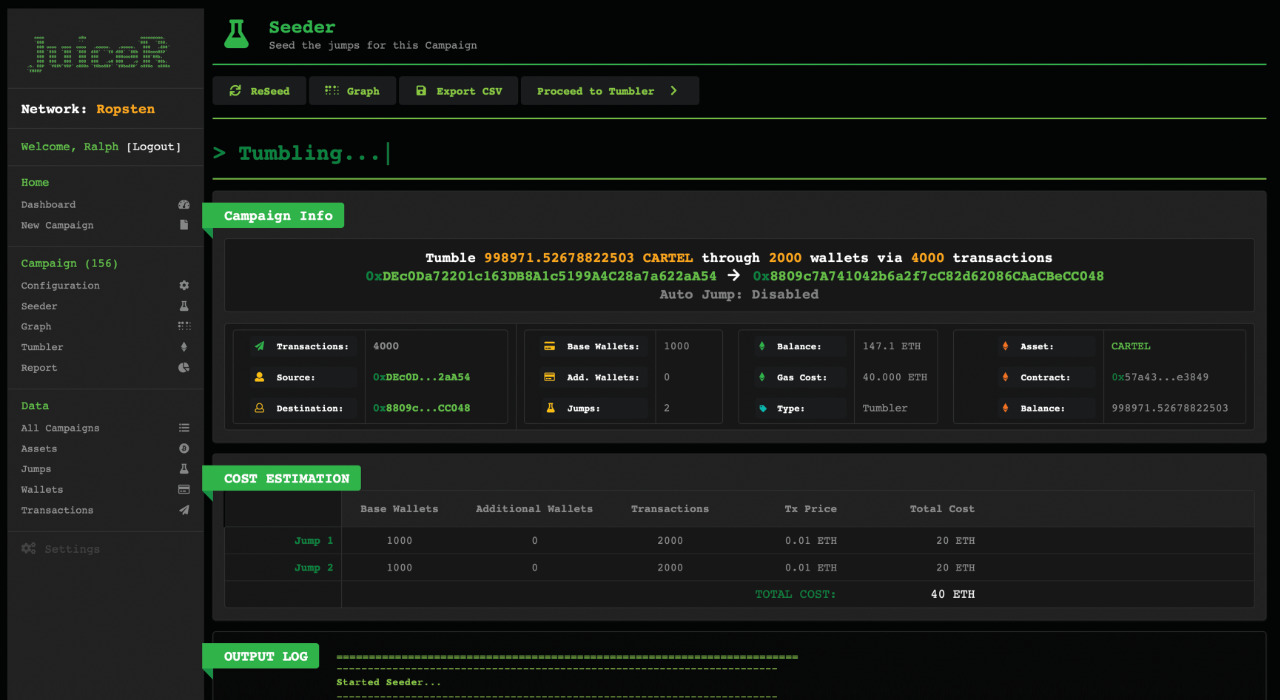 JuiceR
Network: Ropsten
Welcome, Ralph [Logout]
Home
Dashboard
New Campaign
Campaign (156)
Configuration
Seeder
Graph
Tumbler
Report
Data
All Campaigns
Assets
Jumps
Wallets
Transactions
Settings
Seeder
Seed the jumps for this Campaign
ReSeed Graph Export CSV Proceed to Tumbler
> Tumbling...|
Campaign Info
Tumble 998971.52678822503 CARTEL through 2000 wallets via 4000 transactions
0xDEc0Da72201c163DB8A1c5199A4C28a7a622aA54 → 0x8809c7A741042b6a2f7cC82d62086CAaCBeCC048
Auto Jump: Disabled
Transactions: 4000 Base Wallets: 1000 Balance: 147.1 ETH Asset: CARTEL
Source: 0xDEc0D...2aA54 Add. Wallets: 0 Gas Cost: 40.000 ETH Contract: 0x57a43...e3849
Destination: 0x8809c...CC048 Jumps: 2 Type: Tumbler Balance: 998971.52678822503
COST ESTIMATION
Base Wallets Additional Wallets Transactions Tx Price Total Cost
Jump 1 1000 0 2000 0.01 ETH 20 ETH
Jump 2 1000 0 2000 0.01 ETH 20 ETH
TOTAL COST: 40 ETH
OUTPUT LOG
Started Seeder...